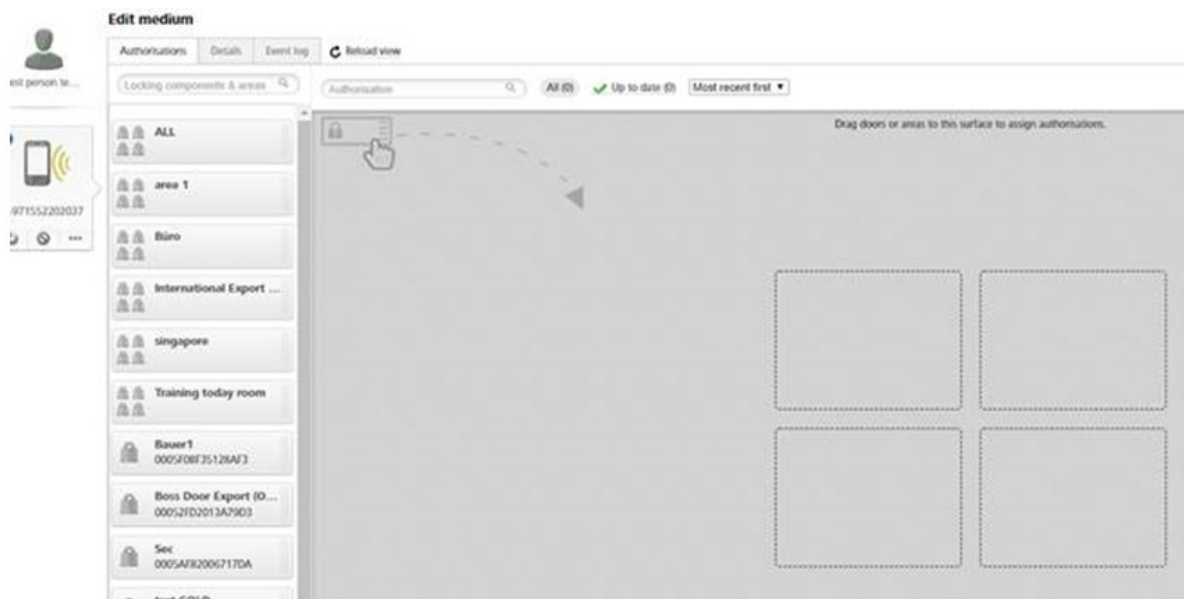 Edit medium
Authorisations Details Event log Reload view
est person te...
Locking components & areas
Authorisation All (0) Up to date (0) Most recent first
Drag doors or areas to this surface to assign authorisations.
ALL
area 1
971552202037
Büro
International Export ...
singapore
Training today room
Bauer1
0005F08F35128AF3
Boss Door Export (O...
00052FD2013A79D3
Sec
0005AF82006717DA